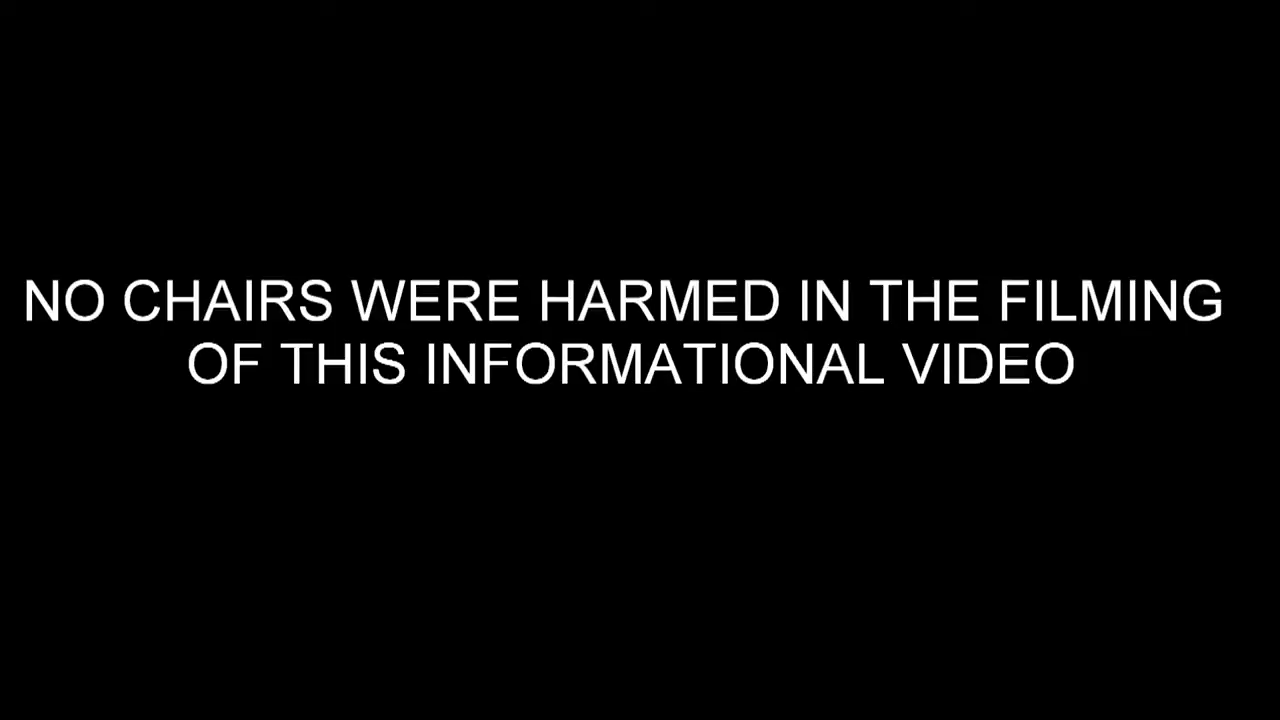 NO CHAIRS WERE HARMED IN THE FILMING
OF THIS INFORMATIONAL VIDEO